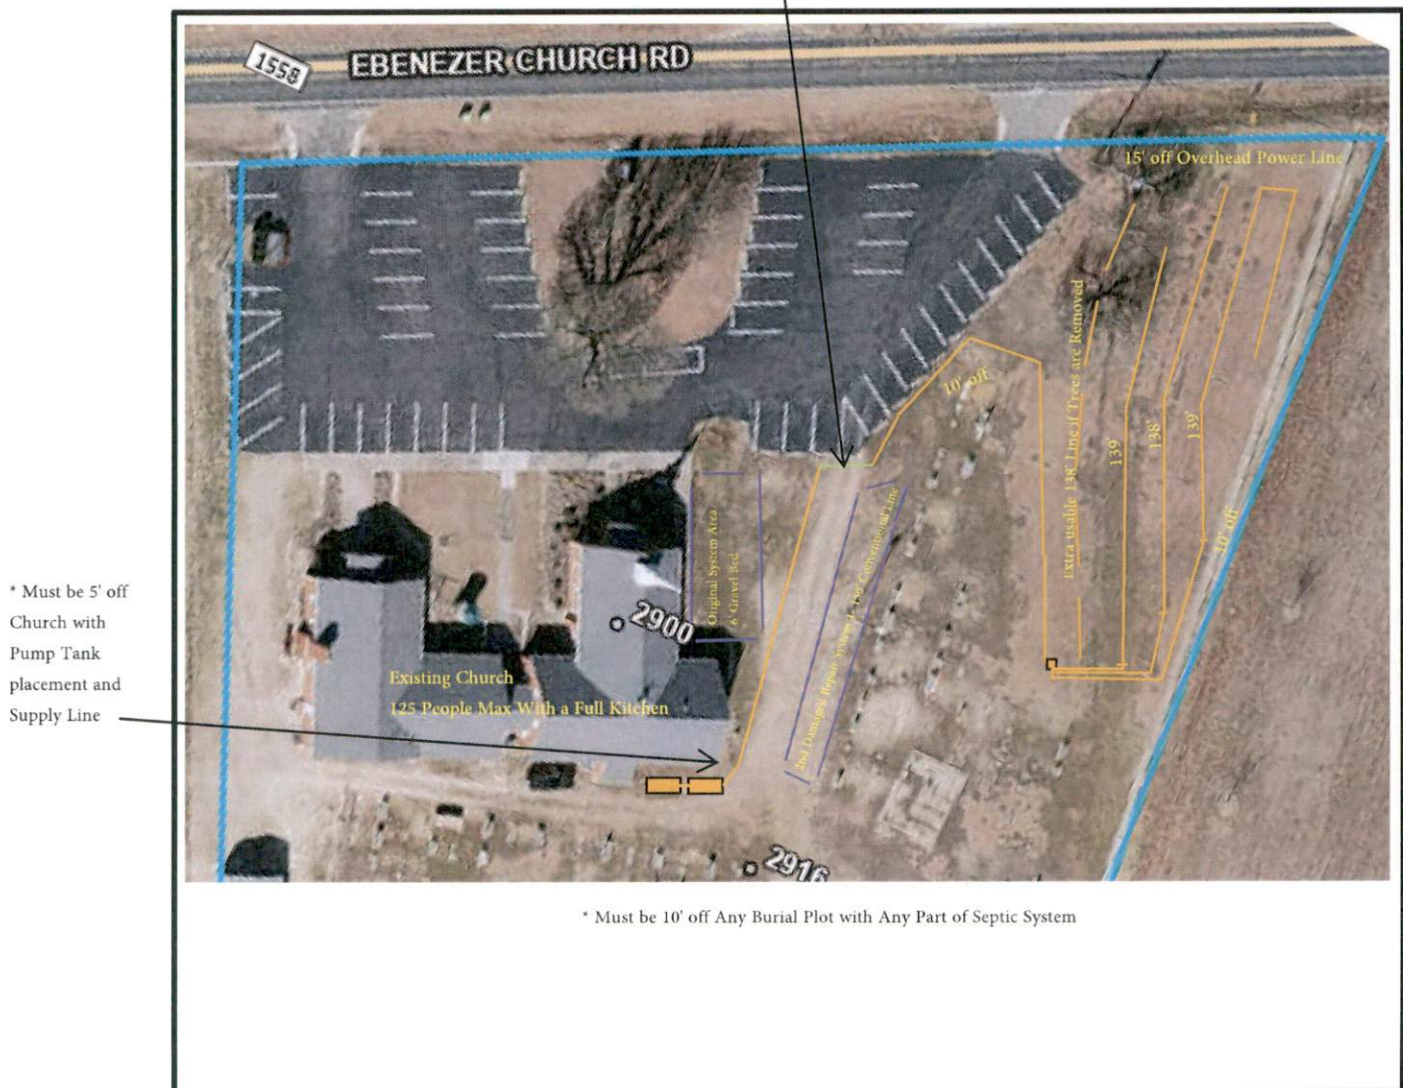 1558
EBENEZER CHURCH RD
15' off Overhead Power Line
Extra usable 138' Line if Trees are Removed
10' off
139
138'
139'
10' off
Original System Area
6' Gravel Bed
2nd Damaged Repair System 1-130' Conventional Line
2900
Existing Church
125 People Max With a Full Kitchen
* Must be 5' off
Church with
Pump Tank
placement and
Supply Line
2916
* Must be 10' off Any Burial Plot with Any Part of Septic System